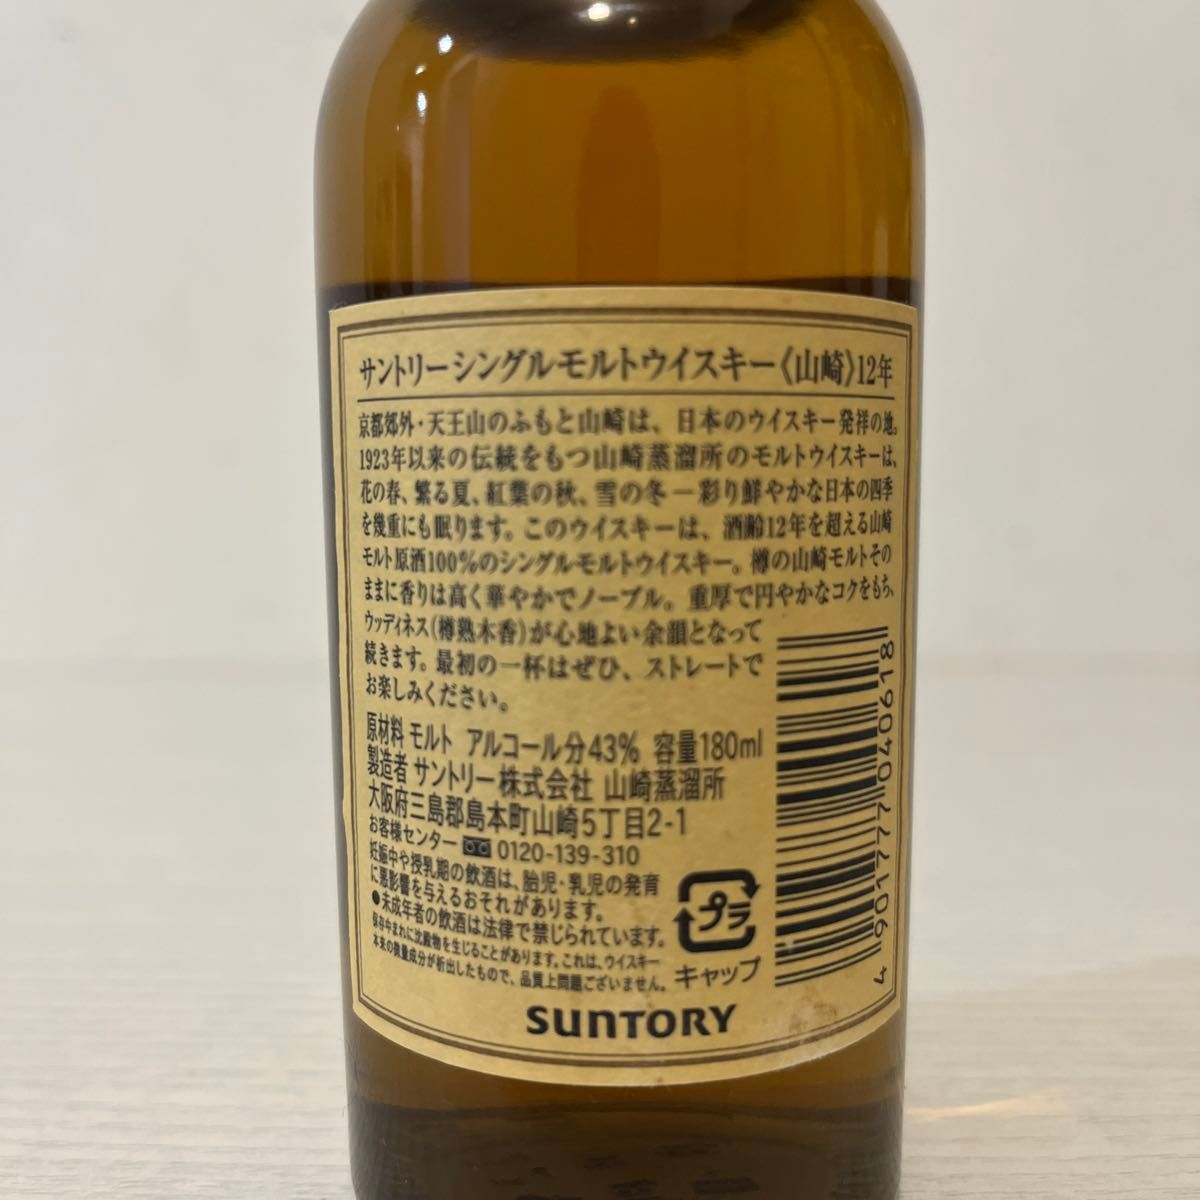 サントリーシングルモルトウイスキー《山崎》12年
京都郊外・天王山のふもと山崎は、日本のウイスキー発祥の地。
1923年以来の伝統をもつ山崎蒸溜所のモルトウイスキーは、
花の春、繁る夏、紅葉の秋、雪の冬―彩り鮮やかな日本の四季
を幾重にも眠ります。このウイスキーは、酒齢12年を超える山崎
モルト原酒100%のシングルモルトウイスキー。樽の山崎モルトその
ままに香りは高く華やかでノーブル。重厚で円やかなコクをもち、
ウッディネス(樽熟木香)が心地よい余韻となって
続きます。最初の一杯はぜひ、ストレートで
お楽しみください。
原材料 モルト アルコール分43% 容量180ml
製造者 サントリー株式会社 山崎蒸溜所
大阪府三島郡島本町山崎5丁目2-1
お客様センター 0120-139-310
妊娠中や授乳期の飲酒は、胎児・乳児の発育
に悪影響を与えるおそれがあります。
●未成年者の飲酒は法律で禁じられています。
保存中まれに沈殿物を生じることがあります。これは、ウイスキー
本来の微量成分が析出したもので、品質上問題ございません。
プラ
キャップ
4901777040618
SUNTORY